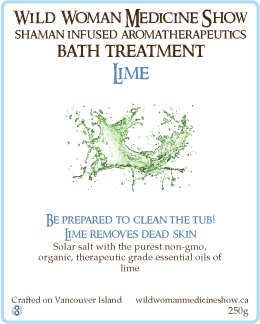 Wild Woman Medicine Show
shaman infused aromatherapeutics
bath treatment
Lime
Be prepared to clean the tub!
Lime removes dead skin
Solar salt with the purest non-gmo,
organic, therapeutic grade essential oils of
lime
Crafted on Vancouver Island wildwomanmedicineshow.ca
250g